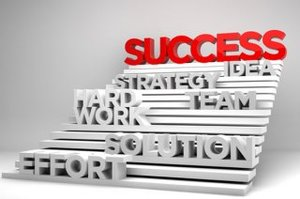 SUCCESS
IDEA
STRATEGY
TEAM
HARD
WORK
SOLUTION
EFFORT